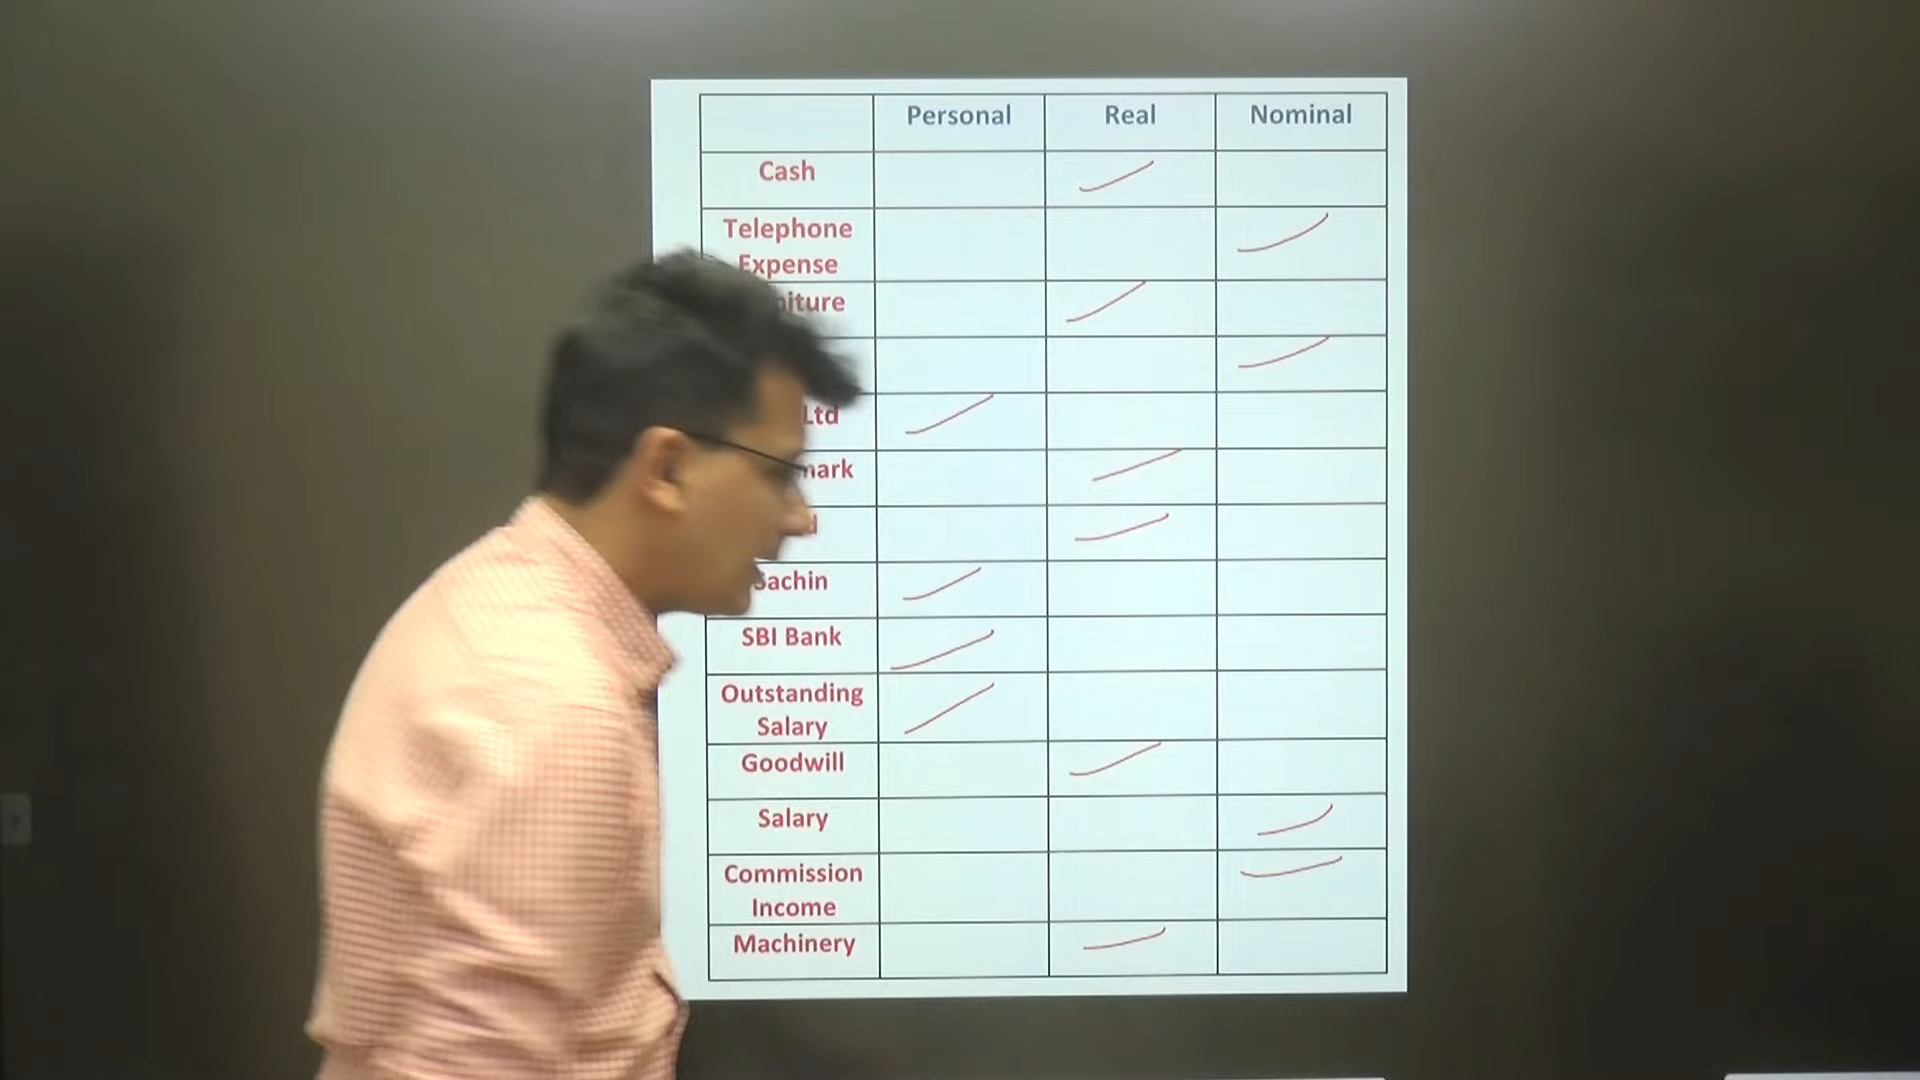 Personal Real Nominal
Cash
Telephone
Expense
Ltd
Sachin
SBI Bank
Outstanding
Salary
Goodwill
Salary
Commission
Income
Machinery